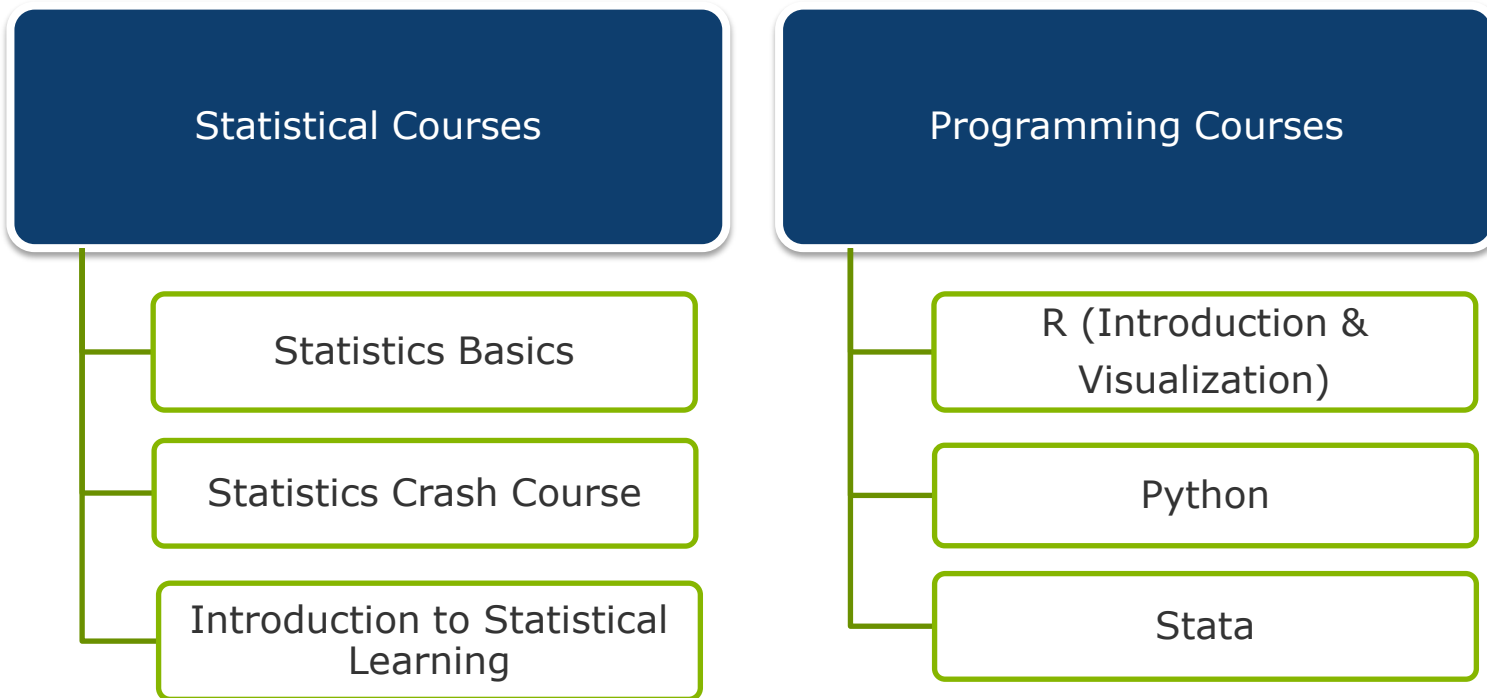 Statistical Courses
Statistics Basics
Statistics Crash Course
Introduction to Statistical
Learning
Programming Courses
R (Introduction &
Visualization)
Python
Stata